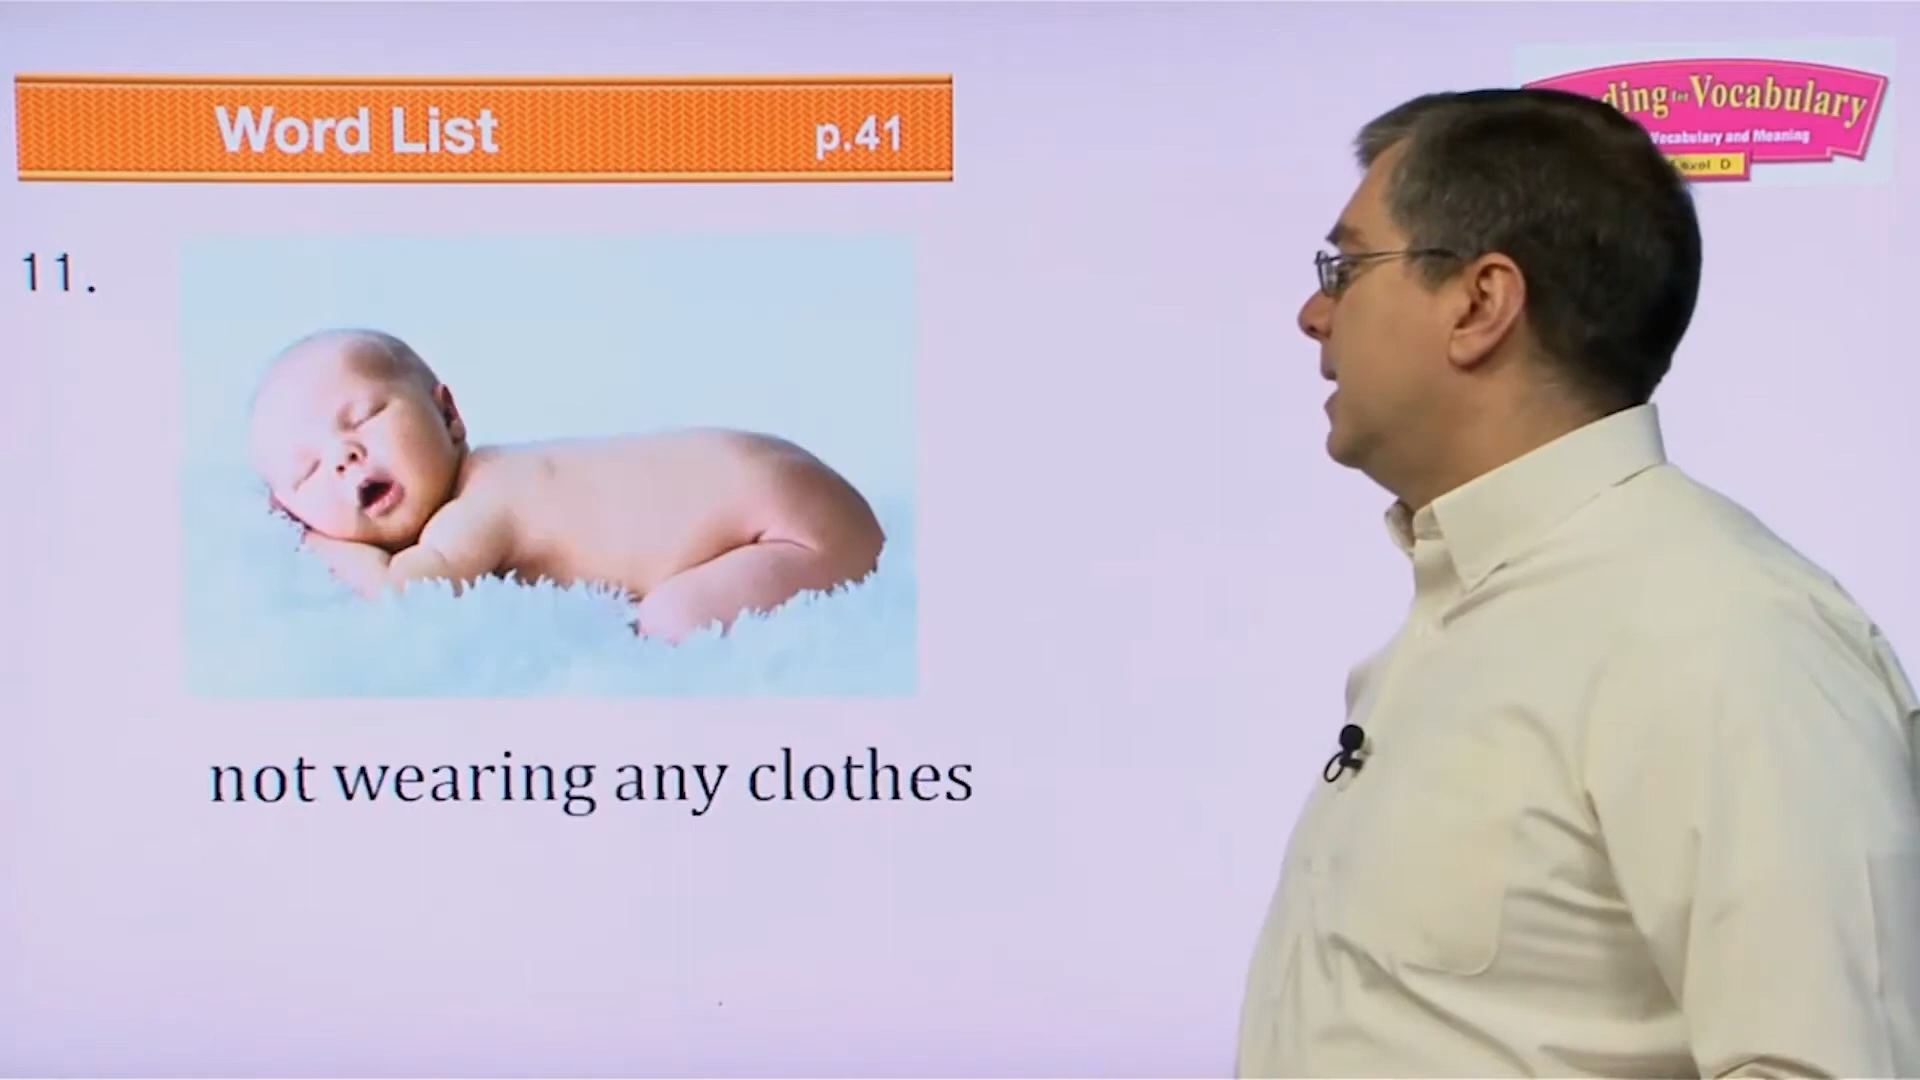 Word List p.41
Vocabulary
Vocabulary and Meaning
D
11.
not wearing any clothes